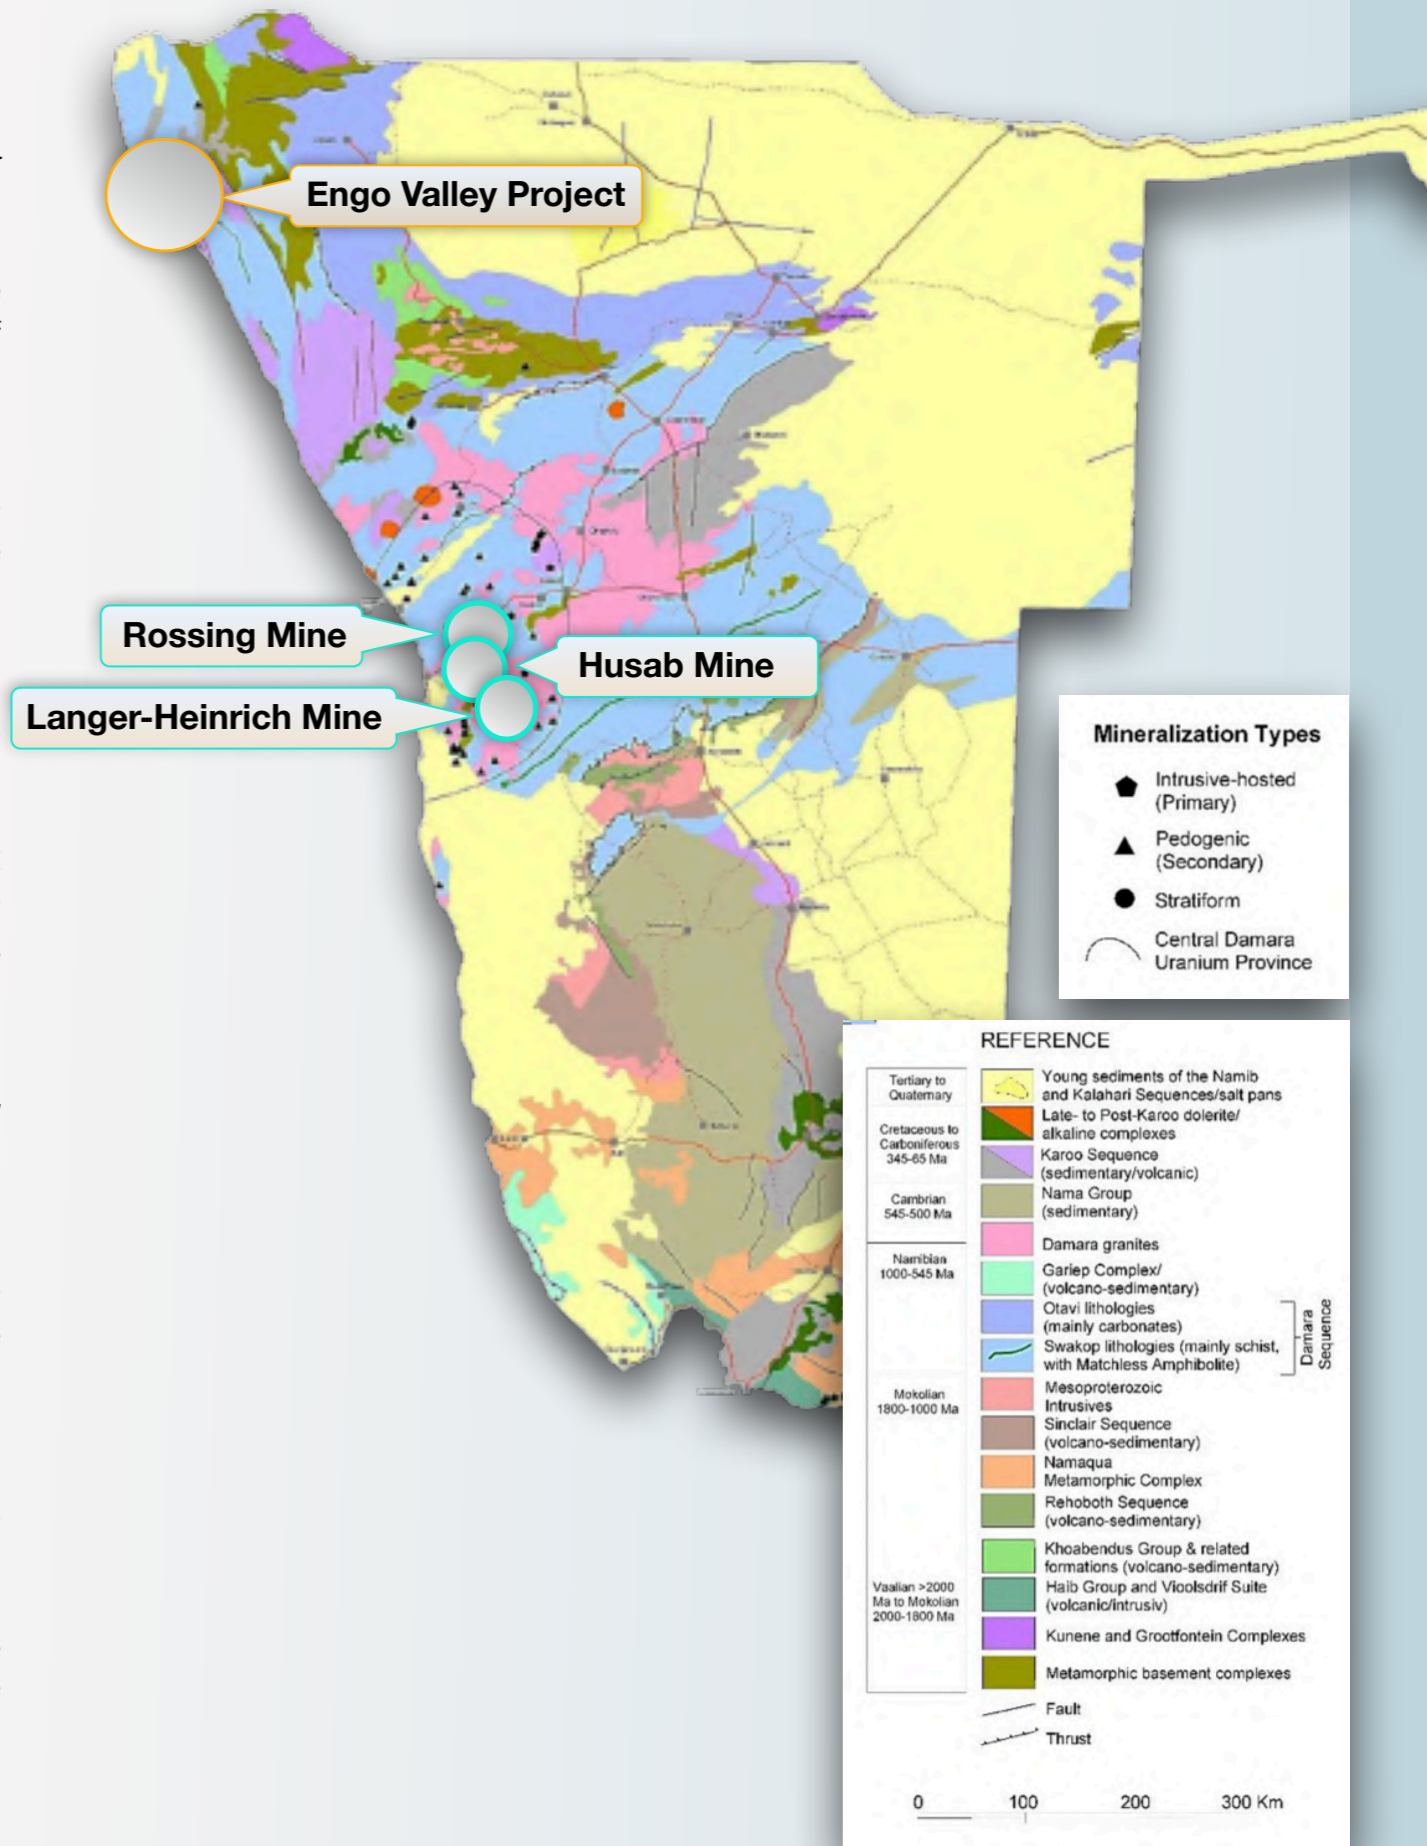 Engo Valley Project
Rossing Mine
Husab Mine
Langer-Heinrich Mine
Mineralization Types
Intrusive-hosted
(Primary)
Pedogenic
(Secondary)
Stratiform
Central Damara
Uranium Province
REFERENCE
Tertiary to
Quaternary
Young sediments of the Namib
and Kalahari Sequences/salt pans
Cretaceous to
Carboniferous
345-65 Ma
Late- to Post-Karoo dolerite/
alkaline complexes
Karoo Sequence
(sedimentary/volcanic)
Cambrian
545-500 Ma
Nama Group
(sedimentary)
Damara granites
Namibian
1000-545 Ma
Gariep Complex/
(volcano-sedimentary)
Otavi lithologies
(mainly carbonates)
Swakop lithologies (mainly schist,
with Matchless Amphibolite)
Damara
Sequence
Mokolian
1800-1000 Ma
Mesoproterozoic
Intrusives
Sinclair Sequence
(volcano-sedimentary)
Namaqua
Metamorphic Complex
Rehoboth Sequence
(volcano-sedimentary)
Vaalian >2000
Ma to Mokolian
2000-1800 Ma
Khoabendus Group & related
formations (volcano-sedimentary)
Haib Group and Vioolsdrif Suite
(volcanic/intrusiv)
Kunene and Grootfontein Complexes
Metamorphic basement complexes
Fault
Thrust
0 100 200 300 Km